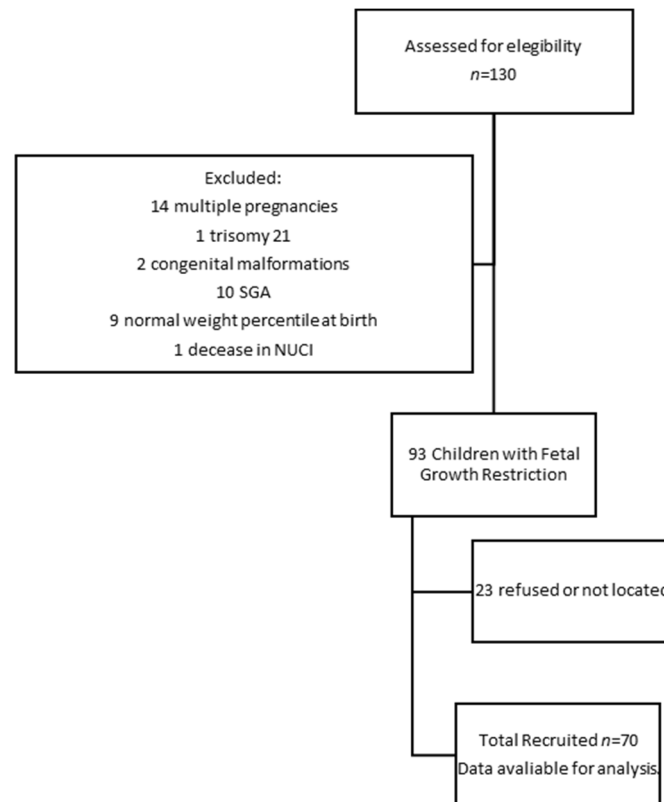 Assessed for elegibility
n=130
Excluded:
14 multiple pregnancies
1 trisomy 21
2 congenital malformations
10 SGA
9 normal weight percentile at birth
1 decease in NUCI
93 Children with Fetal
Growth Restriction
23 refused or not located
Total Recruited n=70
Data avaliable for analysis.